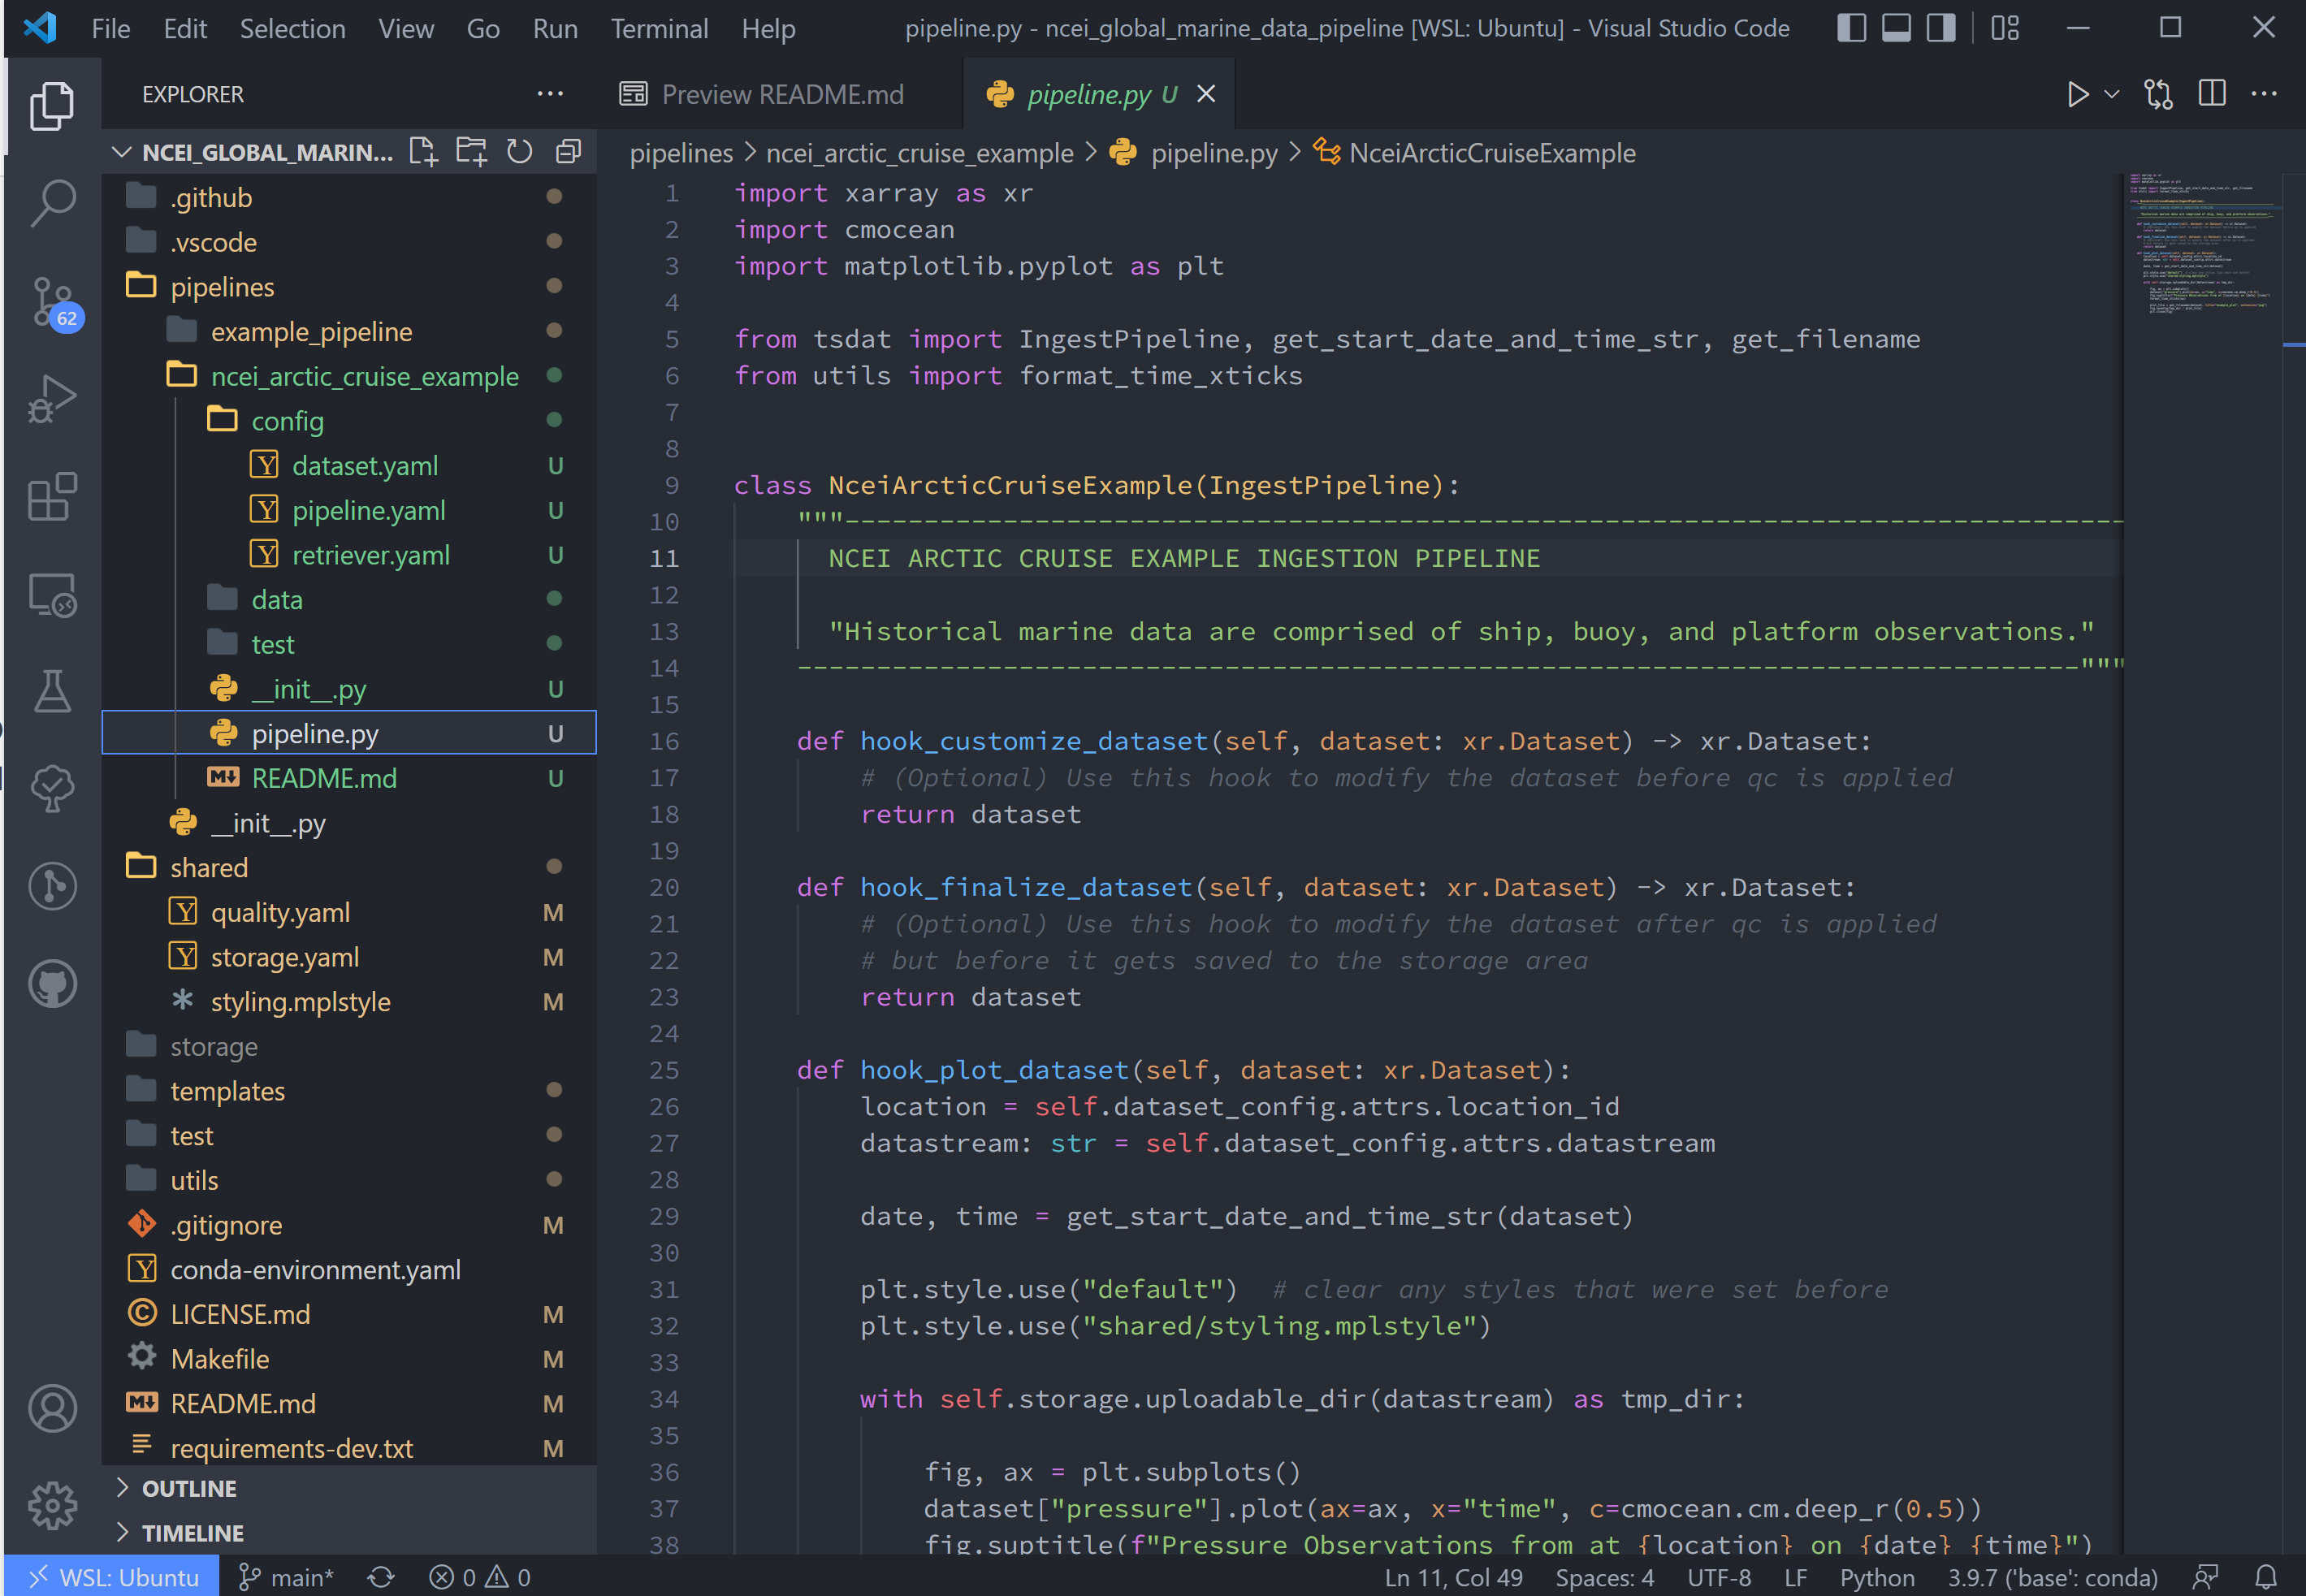 File Edit Selection View Go Run Terminal Help pipeline.py - ncei_global_marine_data_pipeline [WSL: Ubuntu] - Visual Studio Code
EXPLORER
NCEI_GLOBAL_MARIN...
.github
.vscode
pipelines
example_pipeline
ncei_arctic_cruise_example
config
dataset.yaml U
pipeline.yaml U
retriever.yaml U
data
test
__init__.py U
pipeline.py U
README.md U
__init__.py
shared
quality.yaml M
storage.yaml M
styling.mplstyle M
storage
templates
test
utils
.gitignore M
conda-environment.yaml
LICENSE.md M
Makefile M
README.md M
requirements-dev.txt M
OUTLINE
TIMELINE
62
Preview README.md pipeline.py U
pipelines > ncei_arctic_cruise_example > pipeline.py > NceiArcticCruiseExample
1 import xarray as xr
2 import cmocean
3 import matplotlib.pyplot as plt
4
5 from tsdat import IngestPipeline, get_start_date_and_time_str, get_filename
6 from utils import format_time_xticks
7
8
9 class NceiArcticCruiseExample(IngestPipeline):
10 """---------------------------------------------------------------------------------
11 NCEI ARCTIC CRUISE EXAMPLE INGESTION PIPELINE
12
13 "Historical marine data are comprised of ship, buoy, and platform observations."
14 ---------------------------------------------------------------------------------"""
15
16 def hook_customize_dataset(self, dataset: xr.Dataset) -> xr.Dataset:
17 # (Optional) Use this hook to modify the dataset before qc is applied
18 return dataset
19
20 def hook_finalize_dataset(self, dataset: xr.Dataset) -> xr.Dataset:
21 # (Optional) Use this hook to modify the dataset after qc is applied
22 # but before it gets saved to the storage area
23 return dataset
24
25 def hook_plot_dataset(self, dataset: xr.Dataset):
26 location = self.dataset_config.attrs.location_id
27 datastream: str = self.dataset_config.attrs.datastream
28
29 date, time = get_start_date_and_time_str(dataset)
30
31 plt.style.use("default") # clear any styles that were set before
32 plt.style.use("shared/styling.mplstyle")
33
34 with self.storage.uploadable_dir(datastream) as tmp_dir:
35
36 fig, ax = plt.subplots()
37 dataset["pressure"].plot(ax=ax, x="time", c=cmocean.cm.deep_r(0.5))
38 fig.suptitle(f"Pressure Observations from at {location} on {date} {time}")
WSL: Ubuntu main* 0 0 Ln 11, Col 49 Spaces: 4 UTF-8 LF Python 3.9.7 ('base': conda)